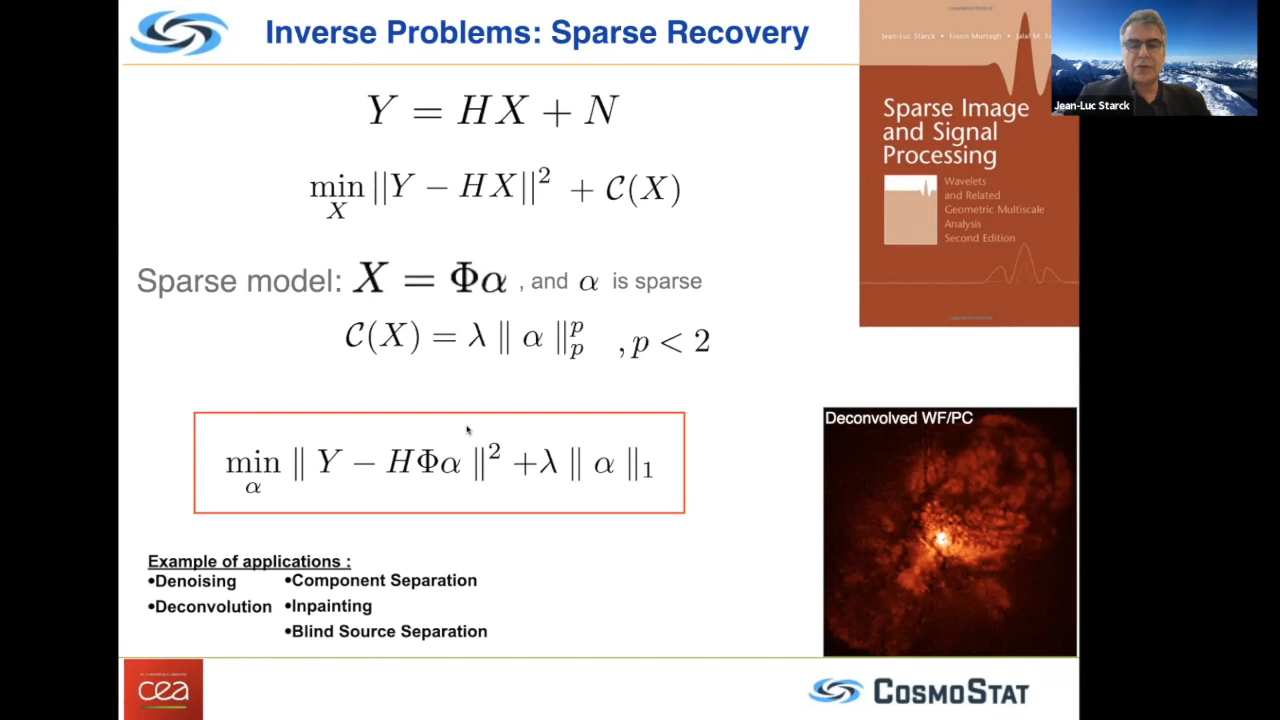 Inverse Problems: Sparse Recovery
Y = HX + N
min_X ||Y − HX||² + C(X)
Sparse model: X = Φα , and α is sparse
C(X) = λ ‖ α ‖_p^p , p < 2
min_α ‖ Y − HΦα ‖² +λ ‖ α ‖_1
Example of applications :
•Denoising •Component Separation
•Deconvolution •Inpainting
•Blind Source Separation
Jean-Luc Starck • Fionn Murtagh • Jalal M.
Sparse Image
and Signal
Processing
Wavelets
and Related
Geometric Multiscale
Analysis
Second Edition
Jean-Luc Starck
Deconvolved WF/PC
cea
COSMOSTAT